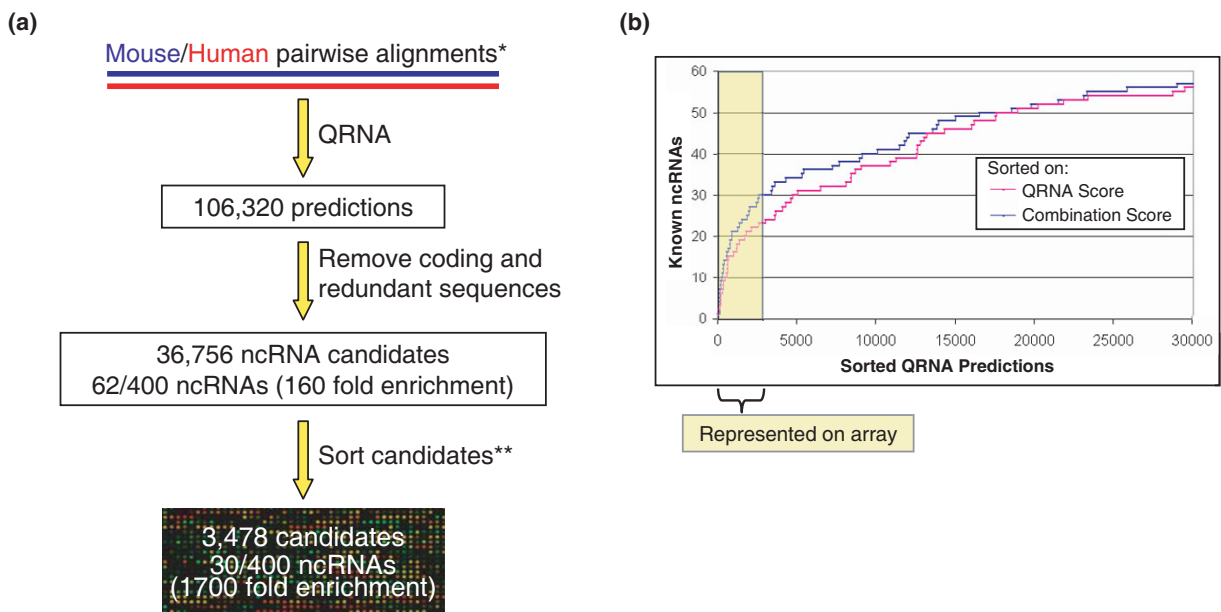 (a)
Mouse/Human pairwise alignments*
QRNA
106,320 predictions
Remove coding and
redundant sequences
36,756 ncRNA candidates
62/400 ncRNAs (160 fold enrichment)
Sort candidates**
3,478 candidates
30/400 ncRNAs
(1700 fold enrichment)
(b)
Known ncRNAs
60
50
40
30
20
10
0
0
5000
10000
15000
20000
25000
30000
Sorted on:
QRNA Score
Combination Score
Sorted QRNA Predictions
Represented on array